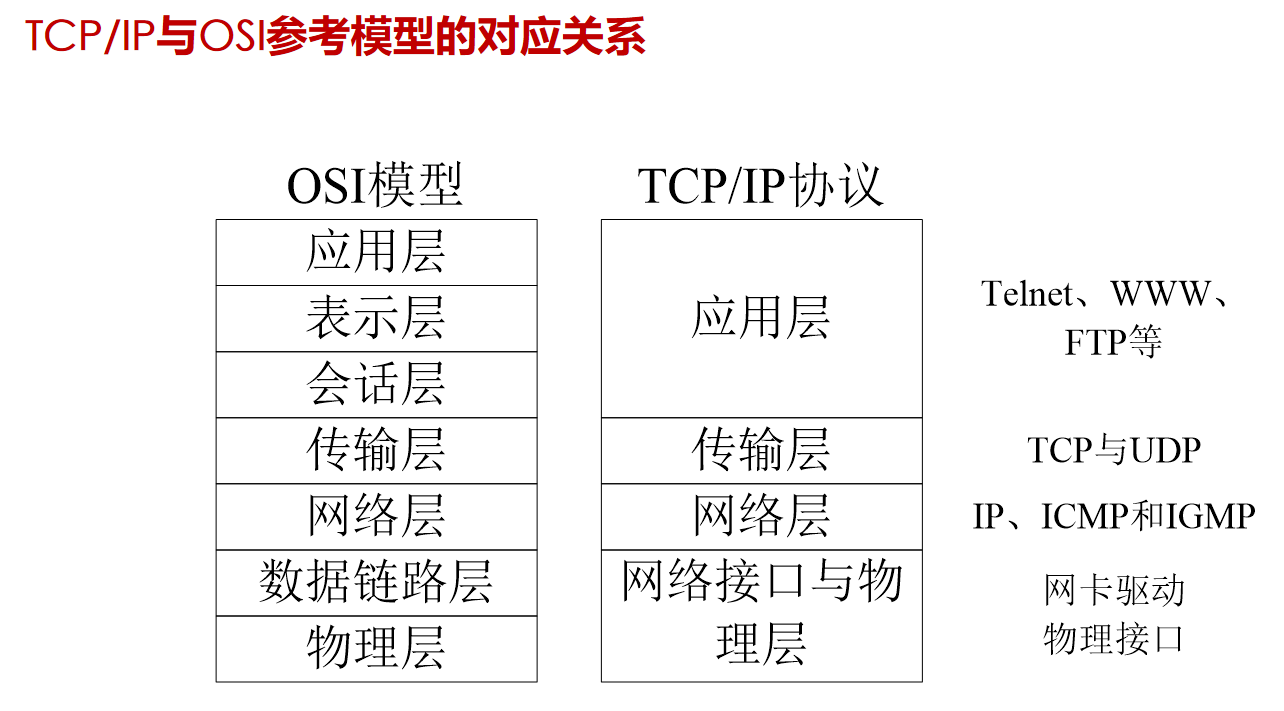 TCP/IP与OSI参考模型的对应关系
OSI模型
应用层
表示层
会话层
传输层
网络层
数据链路层
物理层
TCP/IP协议
应用层
传输层
网络层
网络接口与物
理层
Telnet、WWW、
FTP等
TCP与UDP
IP、ICMP和IGMP
网卡驱动
物理接口